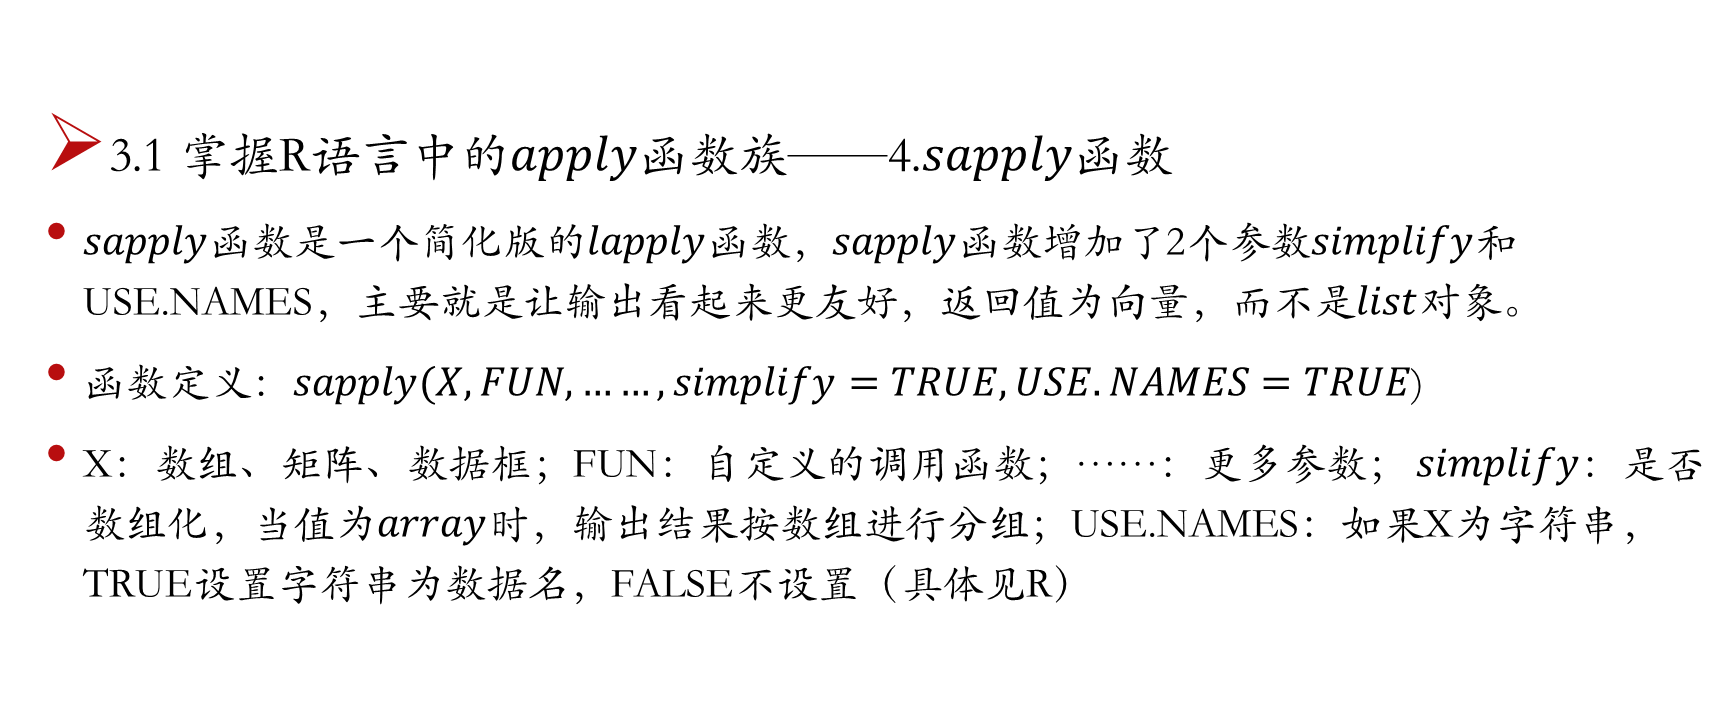 3.1 掌握R语言中的apply函数族——4.sapply函数
sapply函数是一个简化版的lapply函数，sapply函数增加了2个参数simplify和
USE.NAMES，主要就是让输出看起来更友好，返回值为向量，而不是list对象。
函数定义：sapply(X,FUN,……,simplify=TRUE,USE.NAMES=TRUE)
X：数组、矩阵、数据框；FUN：自定义的调用函数；……：更多参数；simplify：是否
数组化，当值为array时，输出结果按数组进行分组；USE.NAMES：如果X为字符串，
TRUE设置字符串为数据名，FALSE不设置（具体见R）